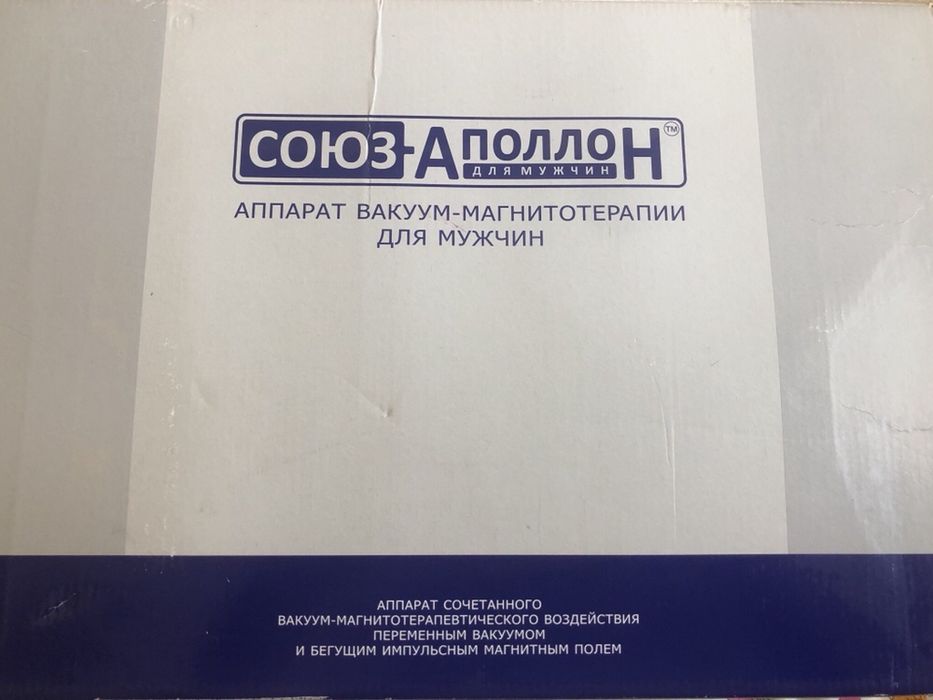 СОЮЗ-АПОЛЛОН™
ДЛЯ МУЖЧИН
АППАРАТ ВАКУУМ-МАГНИТОТЕРАПИИ
ДЛЯ МУЖЧИН
АППАРАТ СОЧЕТАННОГО
ВАКУУМ-МАГНИТОТЕРАПЕВТИЧЕСКОГО ВОЗДЕЙСТВИЯ
ПЕРЕМЕННЫМ ВАКУУМОМ
И БЕГУЩИМ ИМПУЛЬСНЫМ МАГНИТНЫМ ПОЛЕМ